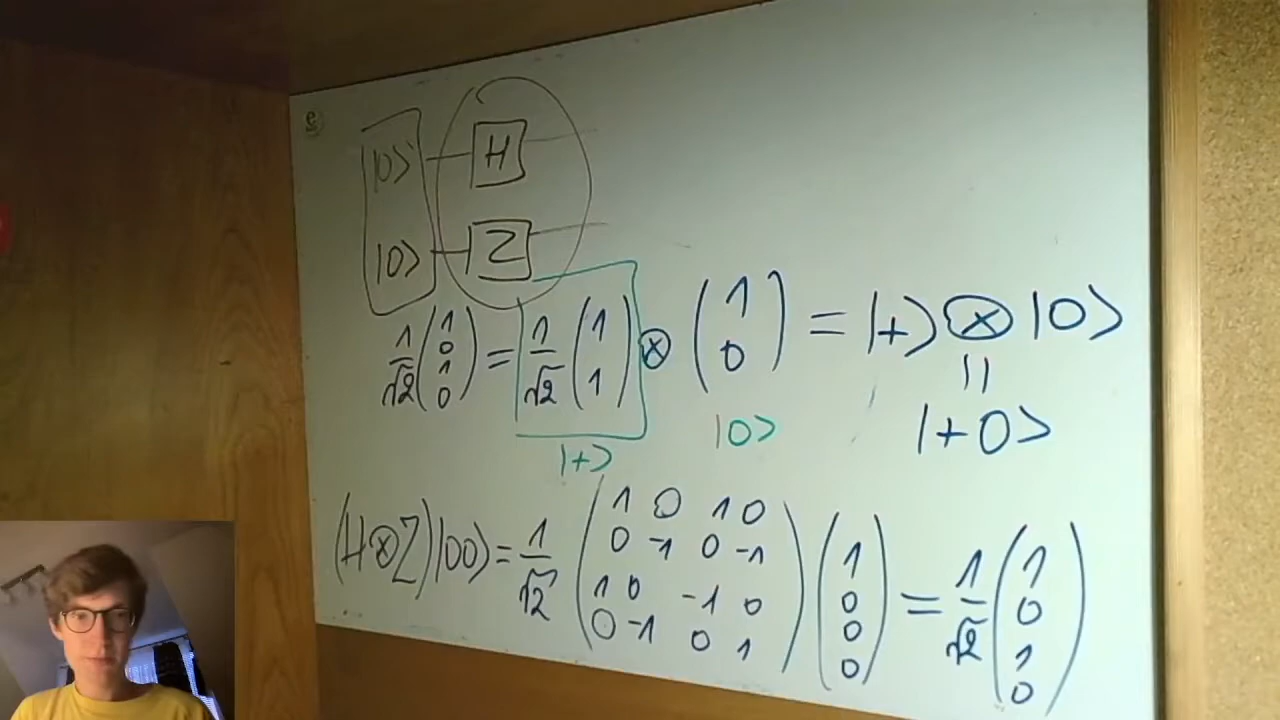 |0> H
|0> Z
1/√2 (1 0 1 0) = 1/√2 (1 1) ⊗ (1 0) = |+> ⊗ |0>
=
|+> |0> |+0>
(H⊗Z)|00> = 1/√2 (1 0 1 0
0 -1 0 -1
1 0 -1 0
0 -1 0 1) (1 0 0 0) = 1/√2 (1 0 1 0)